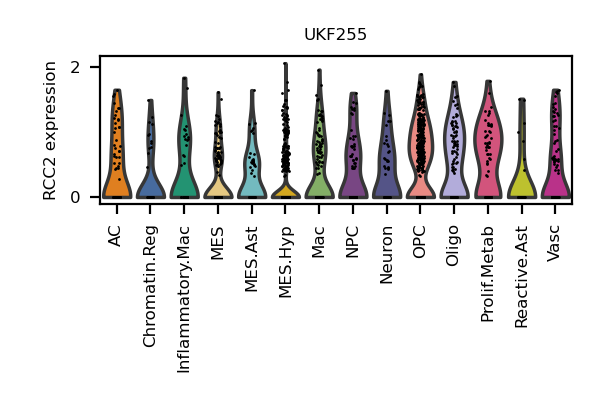 UKF255
RCC2 expression
2
0
AC
Chromatin.Reg
Inflammatory.Mac
MES
MES.Ast
MES.Hyp
Mac
NPC
Neuron
OPC
Oligo
Prolif.Metab
Reactive.Ast
Vasc